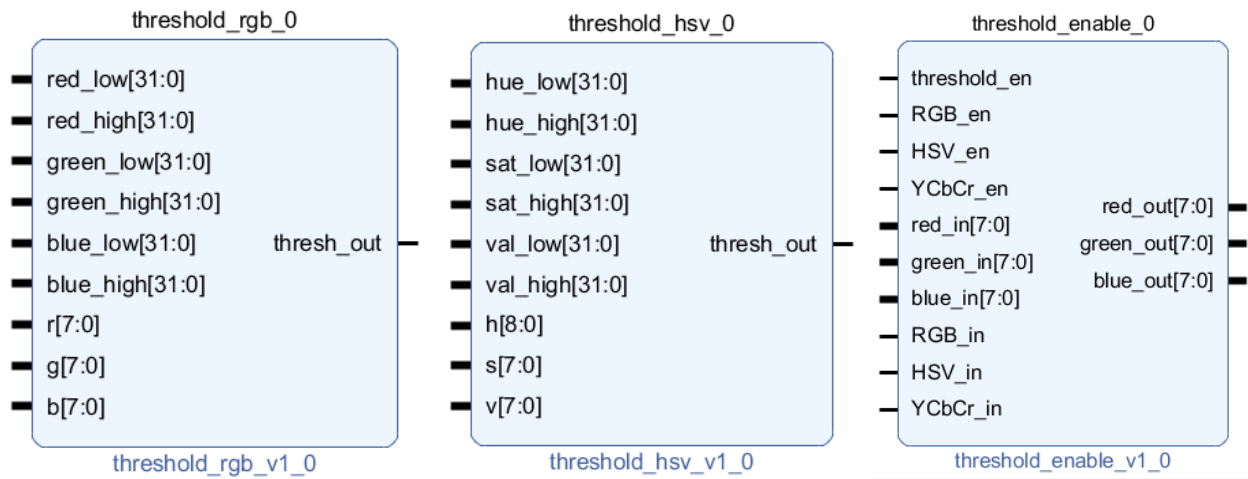 threshold_rgb_0
red_low[31:0]
red_high[31:0]
green_low[31:0]
green_high[31:0]
blue_low[31:0]
thresh_out
blue_high[31:0]
r[7:0]
g[7:0]
b[7:0]
threshold_rgb_v1_0
threshold_hsv_0
hue_low[31:0]
hue_high[31:0]
sat_low[31:0]
sat_high[31:0]
val_low[31:0]
thresh_out
val_high[31:0]
h[8:0]
s[7:0]
v[7:0]
threshold_hsv_v1_0
threshold_enable_0
threshold_en
RGB_en
HSV_en
YCbCr_en
red_in[7:0]
green_in[7:0]
blue_in[7:0]
RGB_in
HSV_in
YCbCr_in
red_out[7:0]
green_out[7:0]
blue_out[7:0]
threshold_enable_v1_0